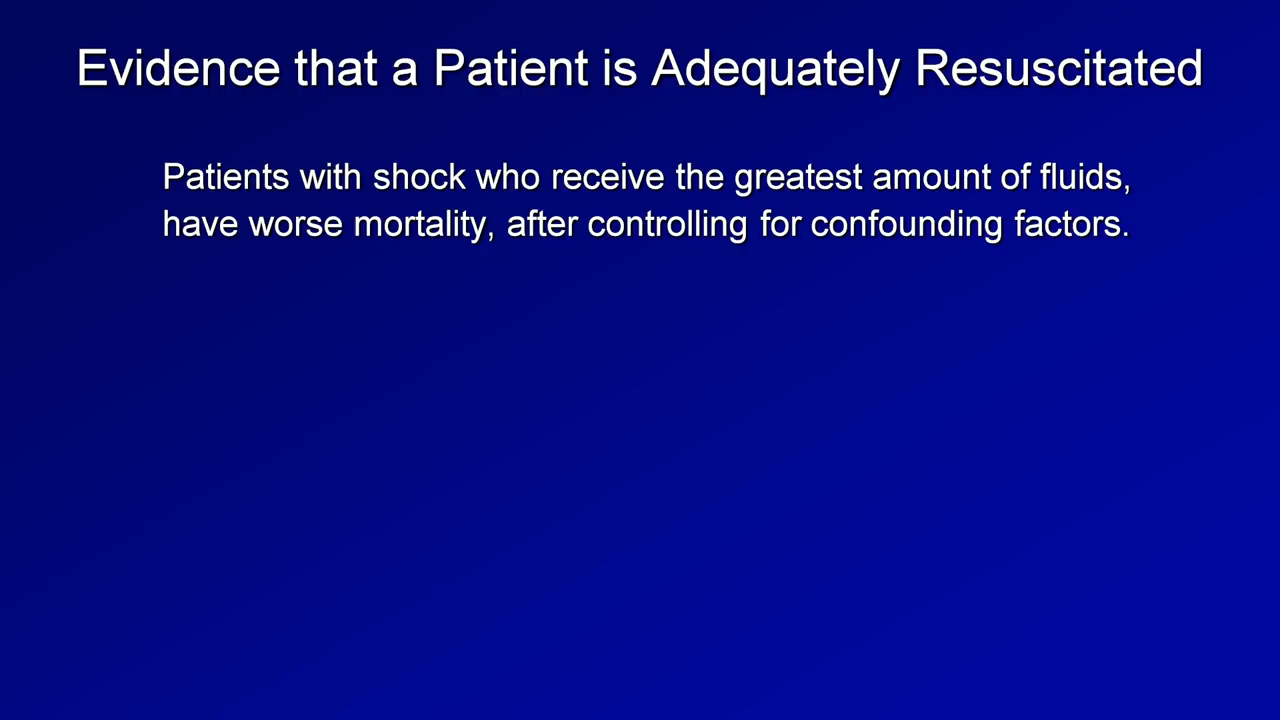 Evidence that a Patient is Adequately Resuscitated
Patients with shock who receive the greatest amount of fluids,
have worse mortality, after controlling for confounding factors.